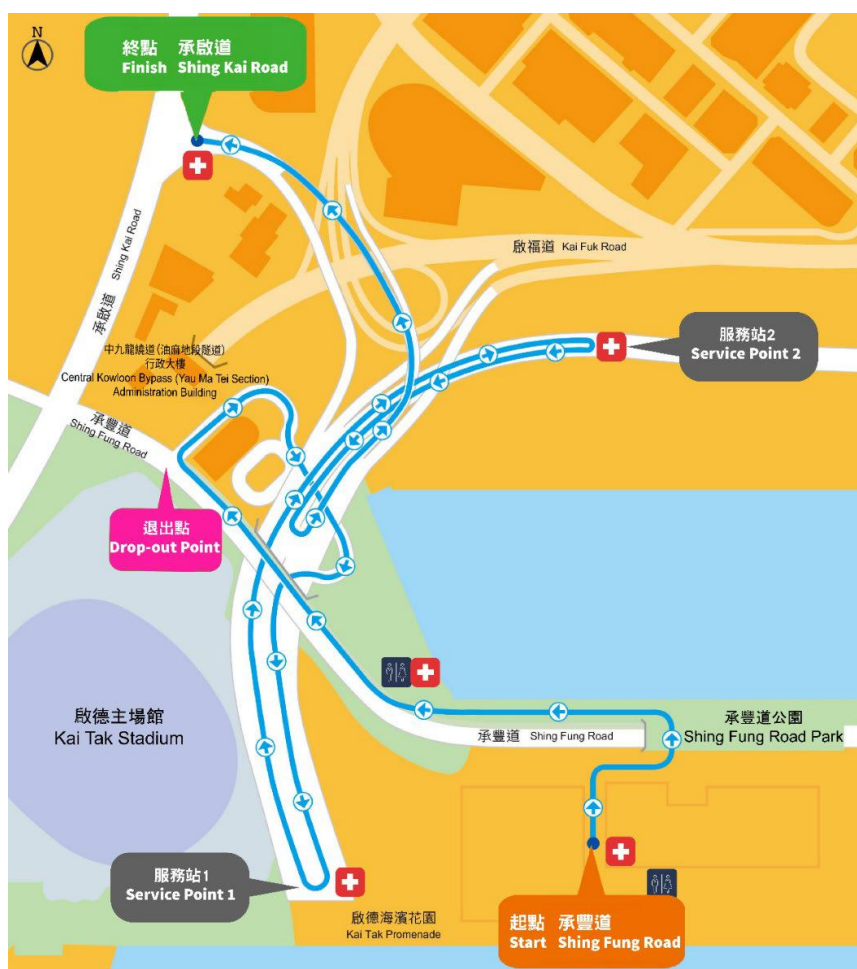 N
終點 承啟道
Finish Shing Kai Road
承啟道 Shing Kai Road
啟福道 Kai Fuk Road
服務站2
Service Point 2
中九龍繞道(油麻地段隧道)
行政大樓
Central Kowloon Bypass (Yau Ma Tei Section)
Administration Building
承豐道
Shing Fung Road
退出點
Drop-out Point
啟德主場館
Kai Tak Stadium
承豐道 Shing Fung Road
承豐道公園
Shing Fung Road Park
服務站1
Service Point 1
啟德海濱花園
Kai Tak Promenade
起點 承豐道
Start Shing Fung Road